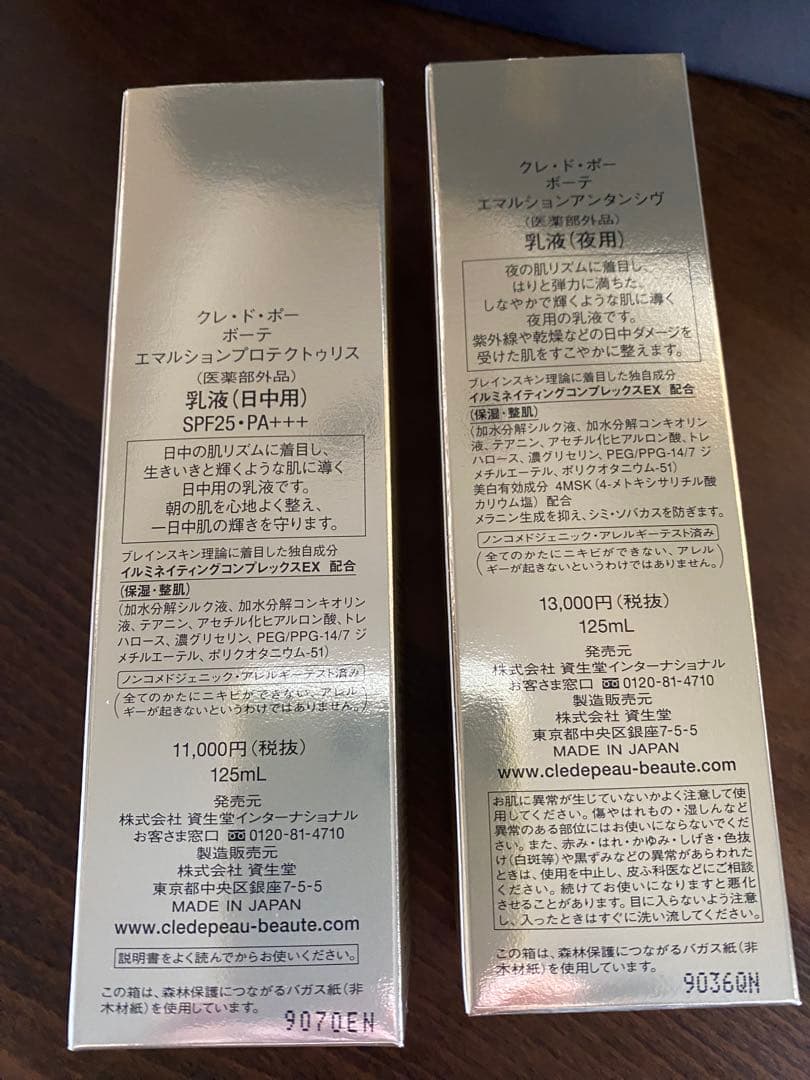 クレ・ド・ポー
ボーテ
エマルションプロテクトゥリス
(医薬部外品)
乳液(日中用)
SPF25・PA+++
日中の肌リズムに着目し、
生きいきと輝くような肌に導く
日中用の乳液です。
朝の肌を心地よく整え、
一日中肌の輝きを守ります。
ブレインスキン理論に着目した独自成分
イルミネイティングコンプレックスEX 配合
(保湿・整肌)
(加水分解シルク液、加水分解コンキオリン
液、テアニン、アセチル化ヒアルロン酸、トレ
ハロース、濃グリセリン、PEG/PPG-14/7 ジ
メチルエーテル、ポリクオタニウム-51)
ノンコメドジェニック・アレルギーテスト済み
(全てのかたにニキビができない、アレル
ギーが起きないというわけではありません。)
11,000円(税抜)
125mL
発売元
株式会社 資生堂インターナショナル
お客さま窓口 0120-81-4710
製造販売元
株式会社 資生堂
東京都中央区銀座7-5-5
MADE IN JAPAN
www.cledepeau-beaute.com
説明書をよく読んでからお使いください。
この箱は、森林保護につながるバガス紙(非
木材紙)を使用しています。
9070EN
クレ・ド・ポー
ボーテ
エマルションアンタンシヴ
(医薬部外品)
乳液(夜用)
夜の肌リズムに着目し、
はりと弾力に満ちた、
しなやかで輝くような肌に導く
夜用の乳液です。
紫外線や乾燥などの日中ダメージを
受けた肌をすこやかに整えます。
ブレインスキン理論に着目した独自成分
イルミネイティングコンプレックスEX 配合
(保湿・整肌)
(加水分解シルク液、加水分解コンキオリン
液、テアニン、アセチル化ヒアルロン酸、トレ
ハロース、濃グリセリン、PEG/PPG-14/7 ジ
メチルエーテル、ポリクオタニウム-51)
美白有効成分 4MSK(4-メトキシサリチル酸
カリウム塩) 配合
メラニン生成を抑え、シミ・ソバカスを防ぎます。
ノンコメドジェニック・アレルギーテスト済み
(全てのかたにニキビができない、アレル
ギーが起きないというわけではありません。)
13,000円(税抜)
125mL
発売元
株式会社 資生堂インターナショナル
お客さま窓口 0120-81-4710
製造販売元
株式会社 資生堂
東京都中央区銀座7-5-5
MADE IN JAPAN
www.cledepeau-beaute.com
お肌に異常が生じていないかよく注意して使
用してください。傷やはれもの・湿しんなど
異常のある部位にはお使いにならないでくだ
さい。また、赤み・はれ・かゆみ・しげき・色抜
け(白斑等)や黒ずみなどの異常があらわれた
ときは、使用を中止し、皮ふ科医などにご相談
ください。続けてお使いになりますと悪化
させることがあります。目に入らないよう注意
し、入ったときはすぐに洗い流してください。
この箱は、森林保護につながるバガス紙(非
木材紙)を使用しています。
9036QN